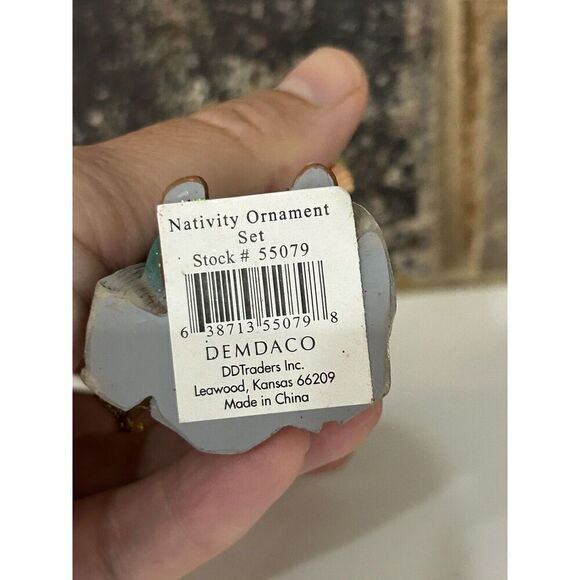 Nativity Ornament
Set
Stock # 55079
6 38713 55079 8
DEMDACO
DDTraders Inc.
Leawood, Kansas 66209
Made in China